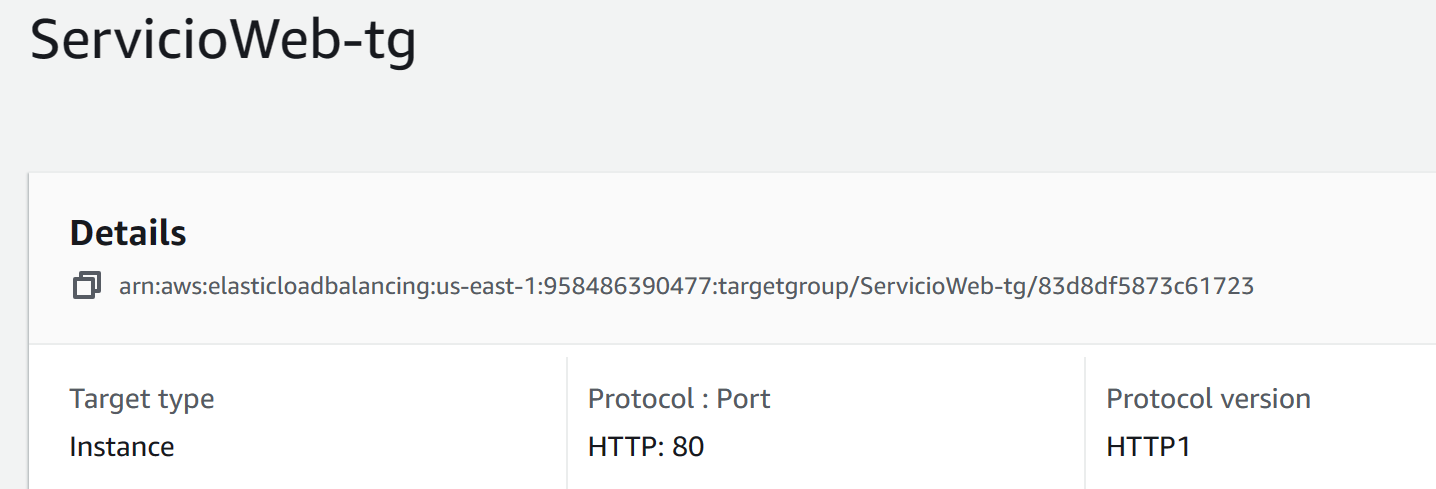 ServicioWeb-tg
Details
arn:aws:elasticloadbalancing:us-east-1:958486390477:targetgroup/ServicioWeb-tg/83d8df5873c61723
Target type
Instance
Protocol : Port
HTTP: 80
Protocol version
HTTP1